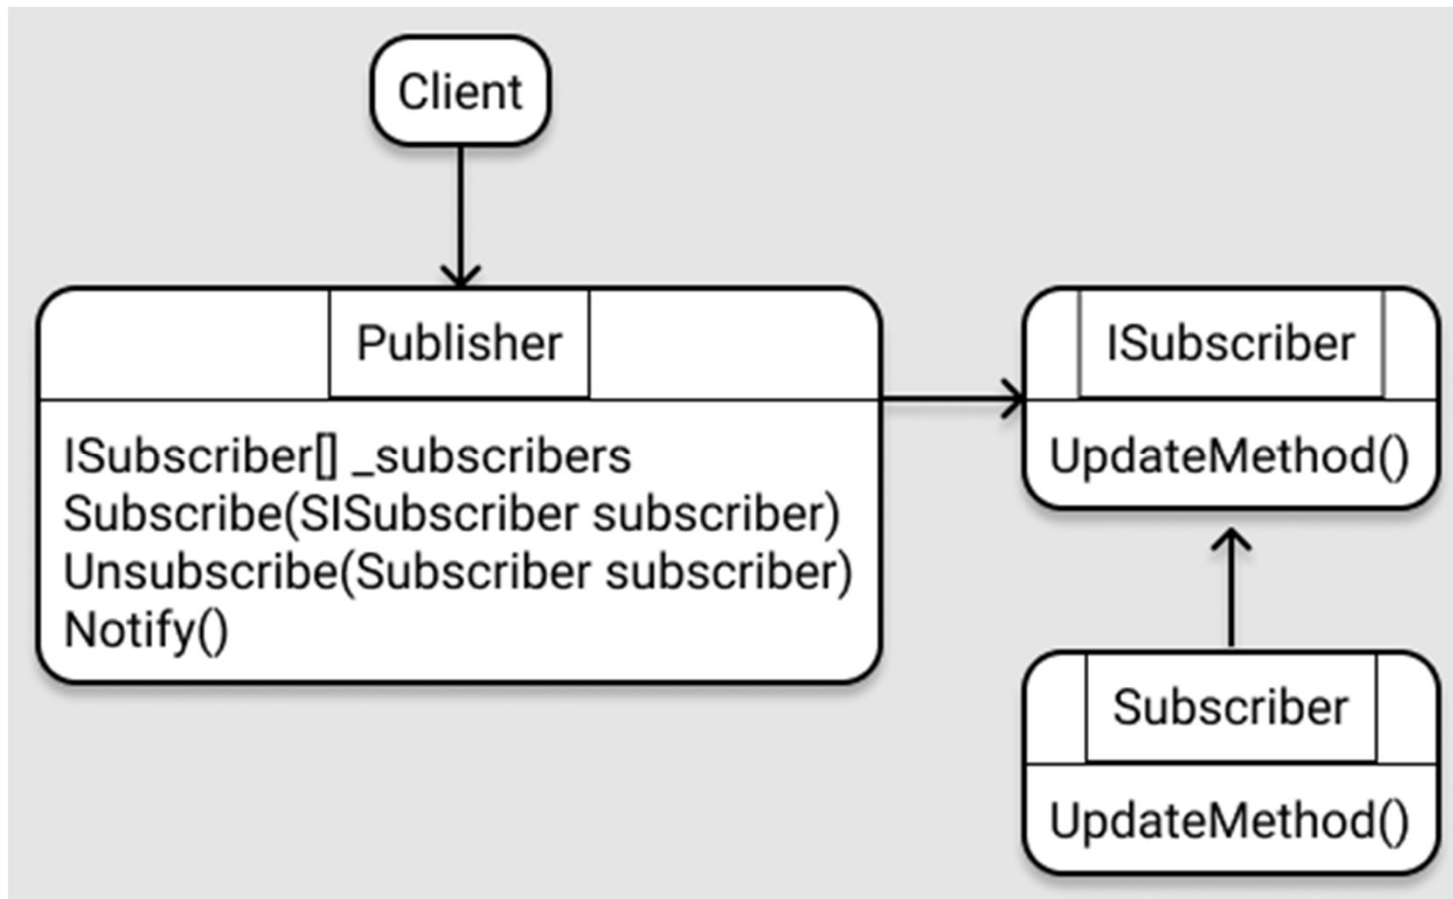 Client
Publisher
ISubscriber[] _subscribers
Subscribe(SISubscriber subscriber)
Unsubscribe(Subscriber subscriber)
Notify()
ISubscriber
UpdateMethod()
Subscriber
UpdateMethod()